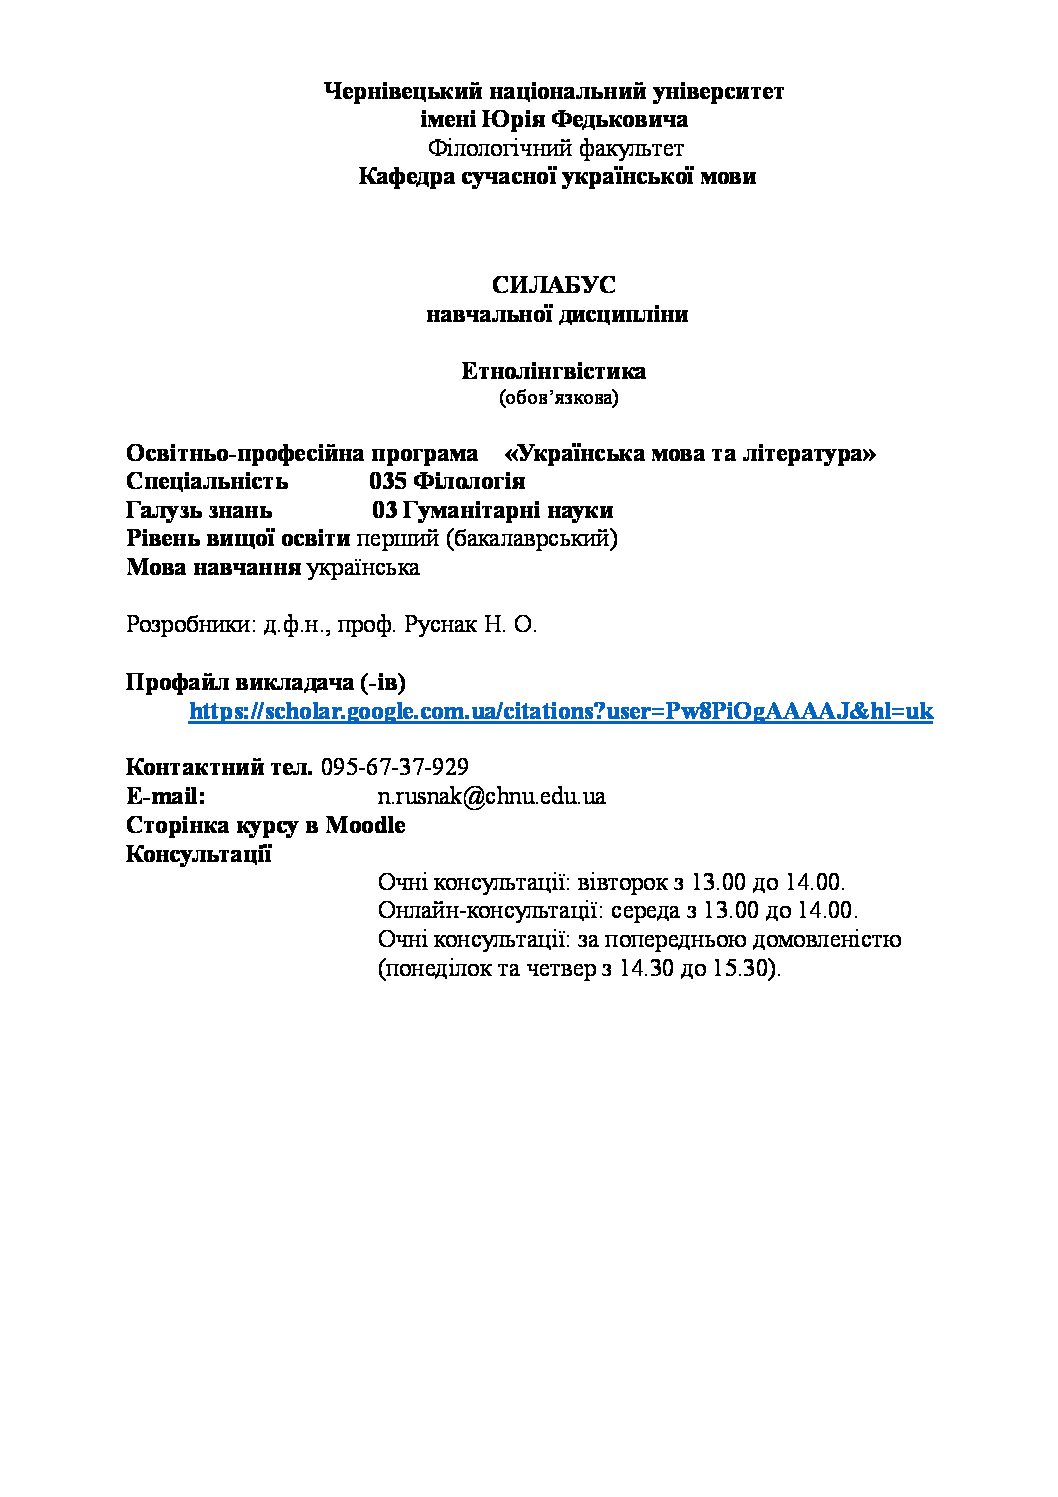 Чернівецький національний університет
імені Юрія Федьковича
Філологічний факультет
Кафедра сучасної української мови
СИЛАБУС
навчальної дисципліни
Етнолінгвістика
(обов’язкова)
Освітньо-професійна програма «Українська мова та література»
Спеціальність 035 Філологія
Галузь знань 03 Гуманітарні науки
Рівень вищої освіти перший (бакалаврський)
Мова навчання українська
Розробники: д.ф.н., проф. Руснак Н. О.
Профайл викладача (-ів)
https://scholar.google.com.ua/citations?user=Pw8PiOgAAAAJ&hl=uk
Контактний тел. 095-67-37-929
E-mail: n.rusnak@chnu.edu.ua
Сторінка курсу в Moodle
Консультації
Очні консультації: вівторок з 13.00 до 14.00.
Онлайн-консультації: середа з 13.00 до 14.00.
Очні консультації: за попередньою домовленістю
(понеділок та четвер з 14.30 до 15.30).